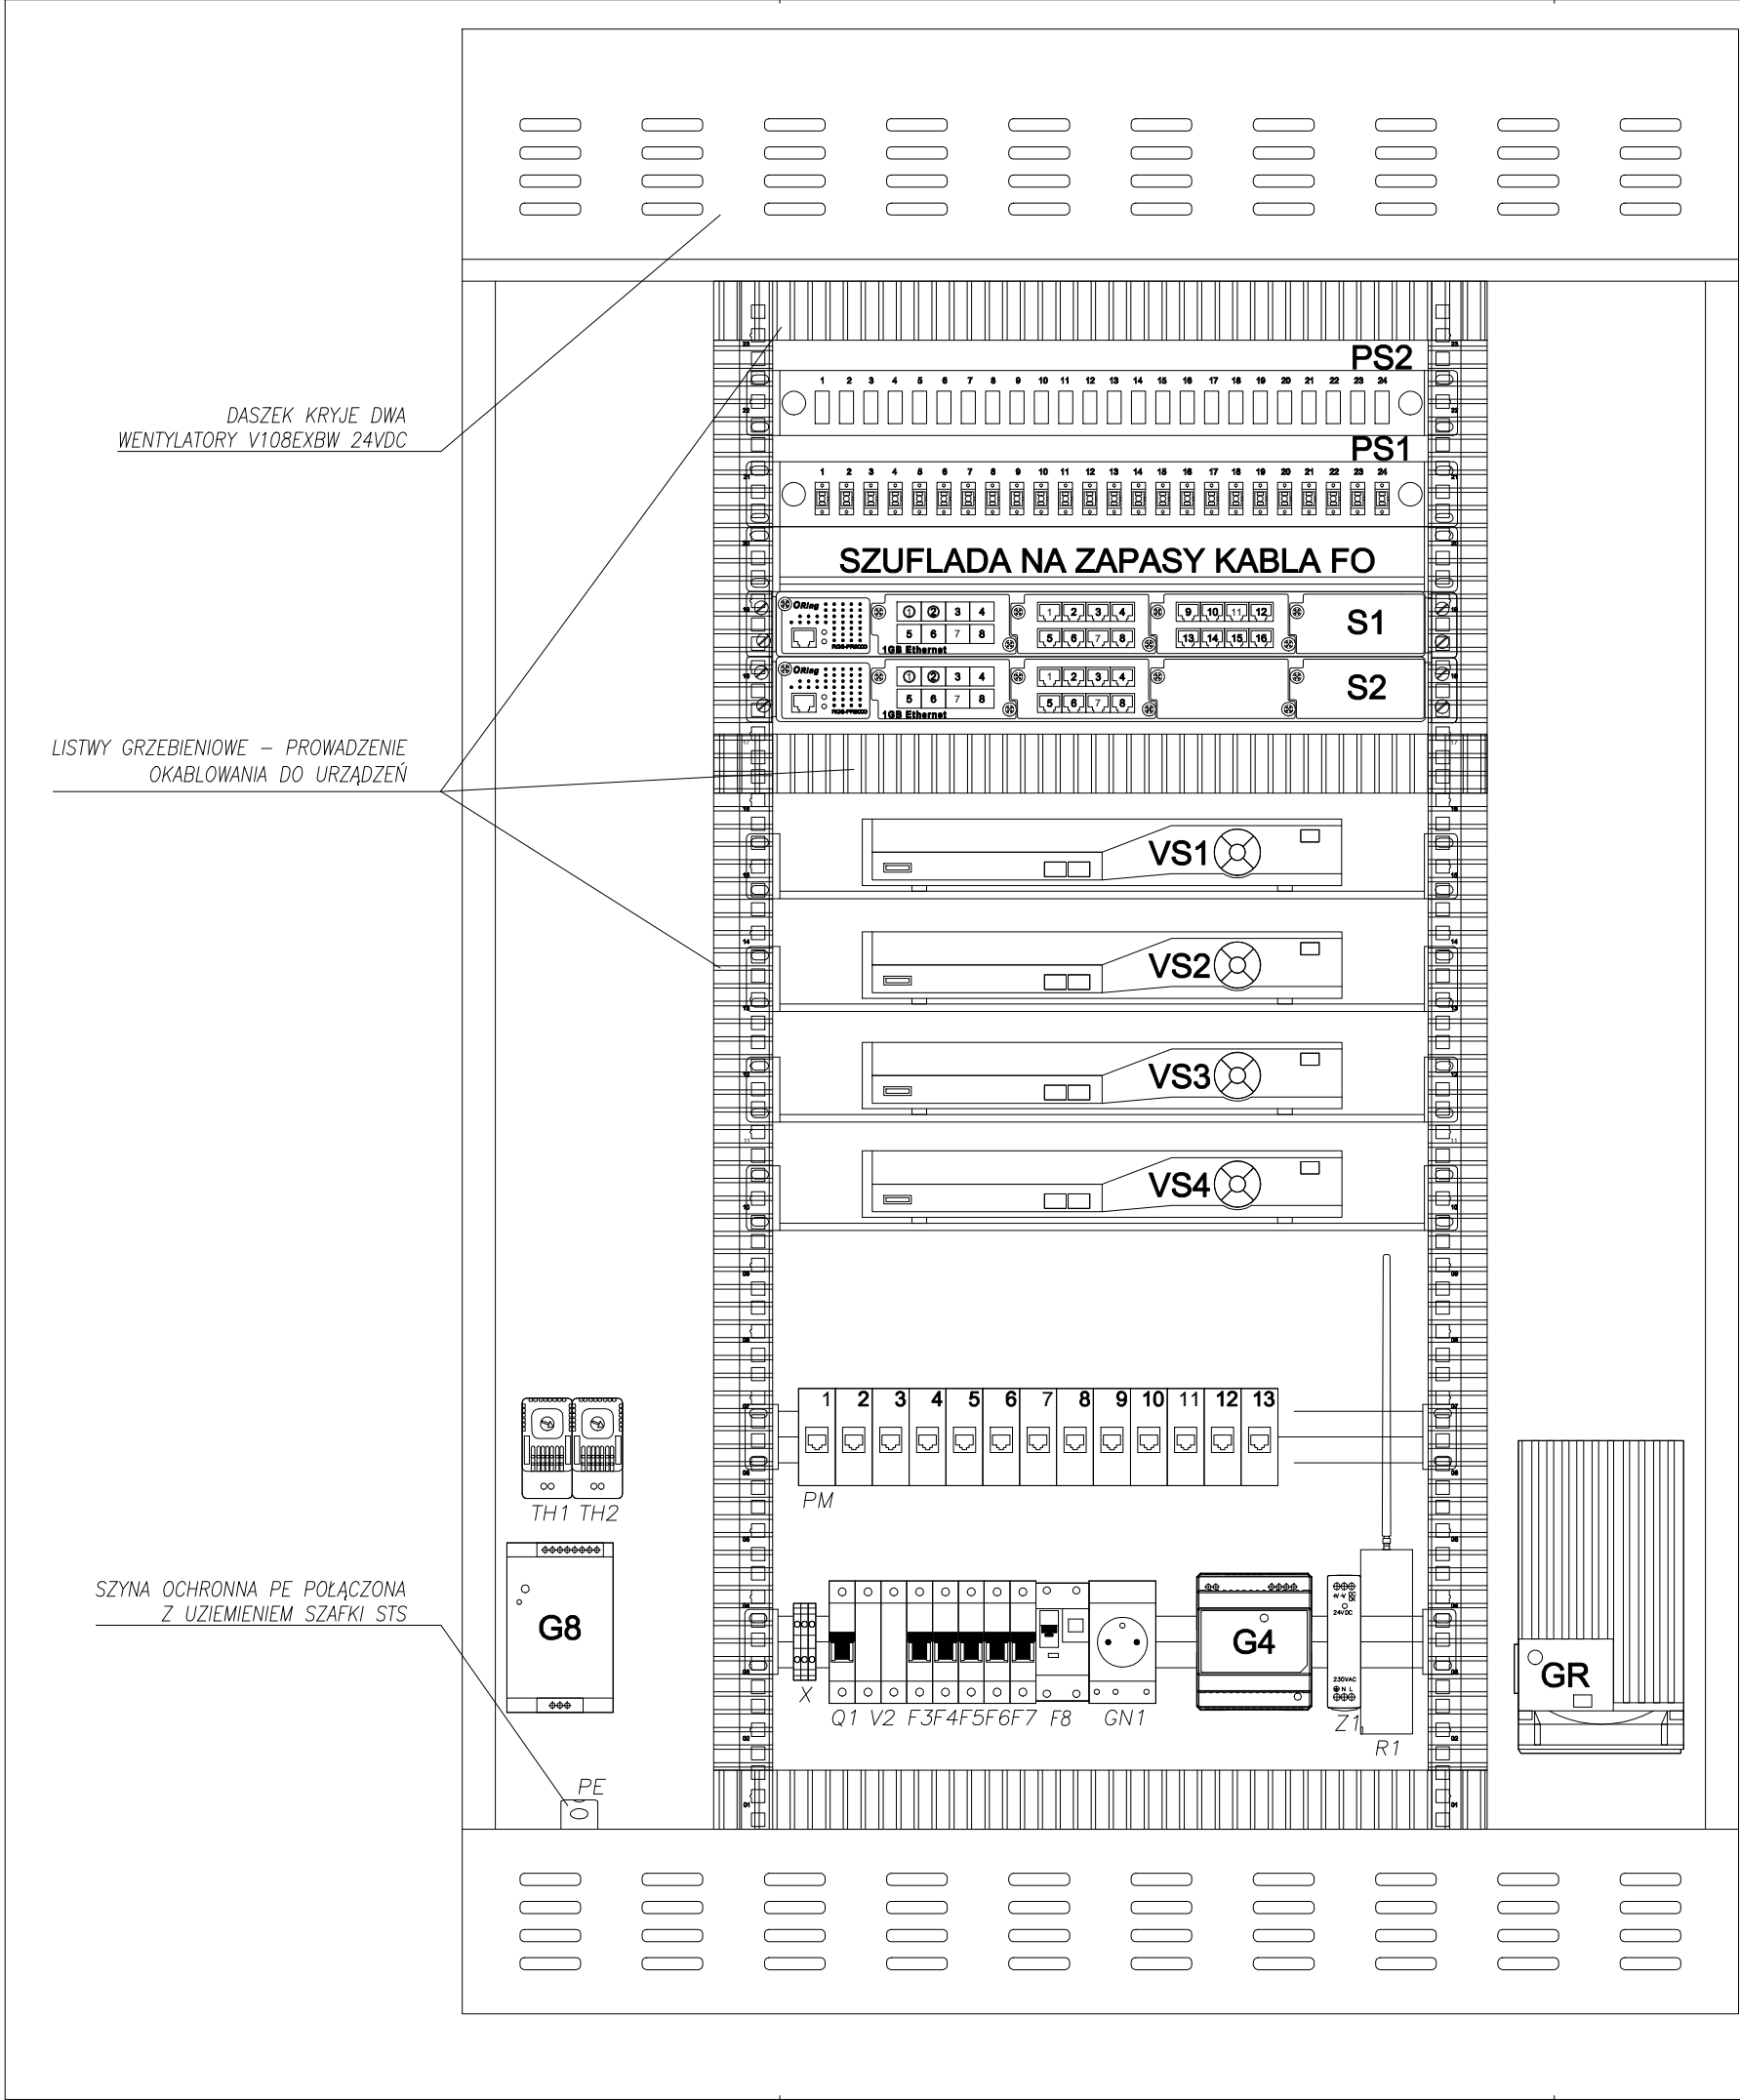 PS2
1 2 3 4 5 6 7 8 9 10 11 12 13 14 15 16 17 18 19 20 21 22 23 24
DASZEK KRYJE DWA
WENTYLATORY V108EXBW 24VDC
PS1
1 2 3 4 5 6 7 8 9 10 11 12 13 14 15 16 17 18 19 20 21 22 23 24
SZUFLADA NA ZAPASY KABLA FO
ORing 1 2 3 4 1 2 3 4 9 10 11 12
S1
5 6 7 8 5 6 7 8 13 14 15 16
1GB Ethernet
ORing 1 2 3 4 1 2 3 4
S2
5 6 7 8 5 6 7 8
1GB Ethernet
LISTWY GRZEBIENIOWE – PROWADZENIE
OKABLOWANIA DO URZĄDZEŃ
VS1
VS2
VS3
VS4
1 2 3 4 5 6 7 8 9 10 11 12 13
PM
TH1 TH2
SZYNA OCHRONNA PE POŁĄCZONA
Z UZIEMIENIEM SZAFKI STS
G8
G4
24VDC
230VAC
N L
GR
X
Q1 V2 F3 F4 F5 F6 F7 F8 GN1
Z1
R1
PE